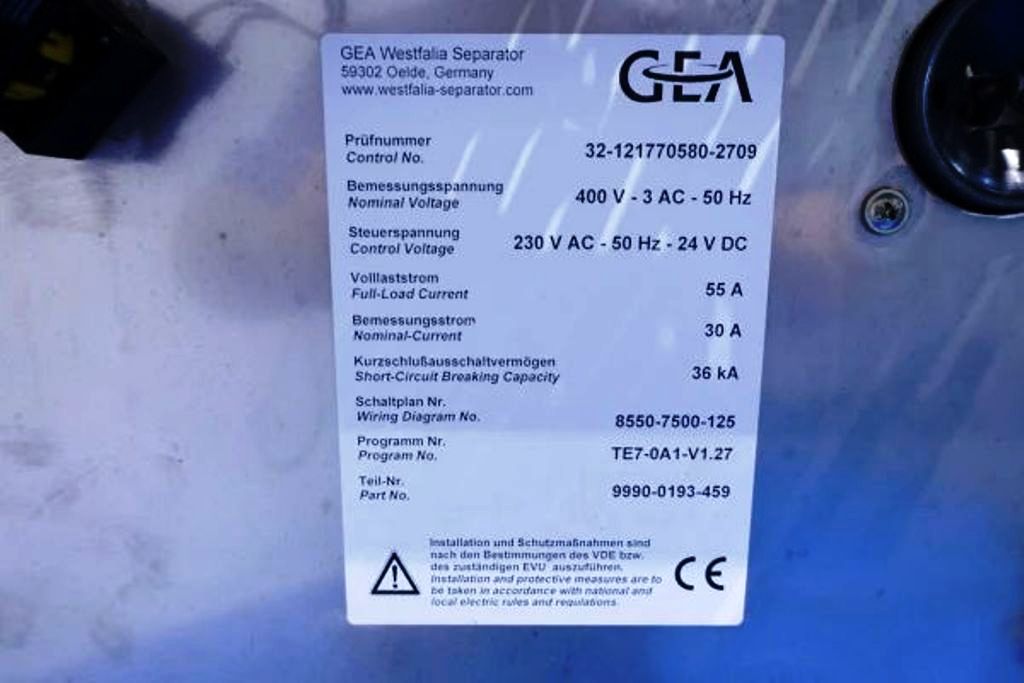 GEA Westfalia Separator
59302 Oelde, Germany
www.westfalia-separator.com
GEA
Prüfnummer
Control No.
32-121770580-2709
Bemessungsspannung
Nominal Voltage
400 V - 3 AC - 50 Hz
Steuerspannung
Control Voltage
230 V AC - 50 Hz - 24 V DC
Volllaststrom
Full-Load Current
55 A
Bemessungsstrom
Nominal-Current
30 A
Kurzschlußausschaltvermögen
Short-Circuit Breaking Capacity
36 kA
Schaltplan Nr.
Wiring Diagram No.
8550-7500-125
Programm Nr.
Program No.
TE7-0A1-V1.27
Teil-Nr.
Part No.
9990-0193-459
Installation und Schutzmaßnahmen sind
nach den Bestimmungen des VDE bzw.
des zuständigen EVU auszuführen.
Installation and protective measures are to
be taken in accordance with national and
local electric rules and regulations.
CE